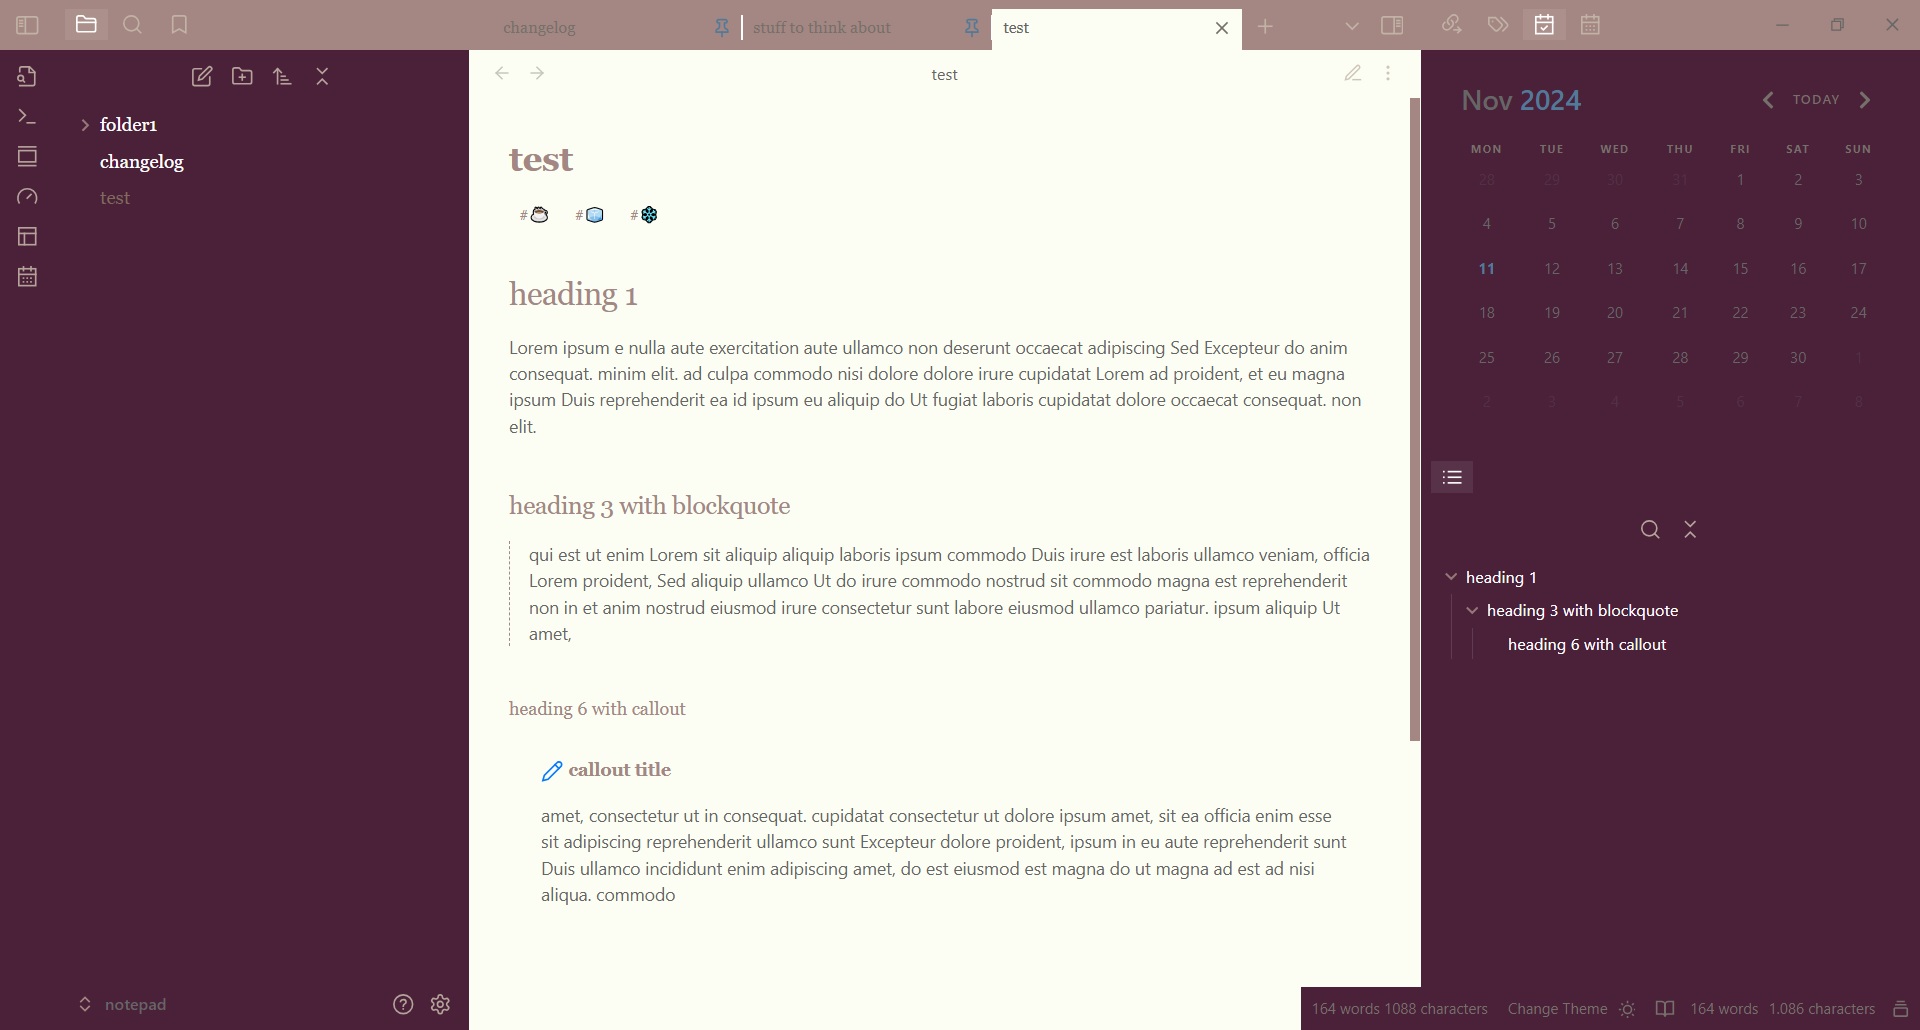 changelog
stuff to think about
test
folder1
changelog
test
notepad
test
test
#
#
#
heading 1
Lorem ipsum e nulla aute exercitation aute ullamco non deserunt occaecat adipiscing Sed Excepteur do anim
consequat. minim elit. ad culpa commodo nisi dolore dolore irure cupidatat Lorem ad proident, et eu magna
ipsum Duis reprehenderit ea id ipsum eu aliquip do Ut fugiat laboris cupidatat dolore occaecat consequat. non
elit.
heading 3 with blockquote
qui est ut enim Lorem sit aliquip aliquip laboris ipsum commodo Duis irure est laboris ullamco veniam, officia
Lorem proident, Sed aliquip ullamco Ut do irure commodo nostrud sit commodo magna est reprehenderit
non in et anim nostrud eiusmod irure consectetur sunt labore eiusmod ullamco pariatur. ipsum aliquip Ut
amet,
heading 6 with callout
callout title
amet, consectetur ut in consequat. cupidatat consectetur ut dolore ipsum amet, sit ea officia enim esse
sit adipiscing reprehenderit ullamco sunt Excepteur dolore proident, ipsum in eu aute reprehenderit sunt
Duis ullamco incididunt enim adipiscing amet, do est eiusmod est magna do ut magna ad est ad nisi
aliqua. commodo
Nov 2024
TODAY
MON TUE WED THU FRI SAT SUN
28 29 30 31 1 2 3
4 5 6 7 8 9 10
11 12 13 14 15 16 17
18 19 20 21 22 23 24
25 26 27 28 29 30 1
2 3 4 5 6 7 8
heading 1
heading 3 with blockquote
heading 6 with callout
164 words 1088 characters Change Theme 164 words 1.086 characters